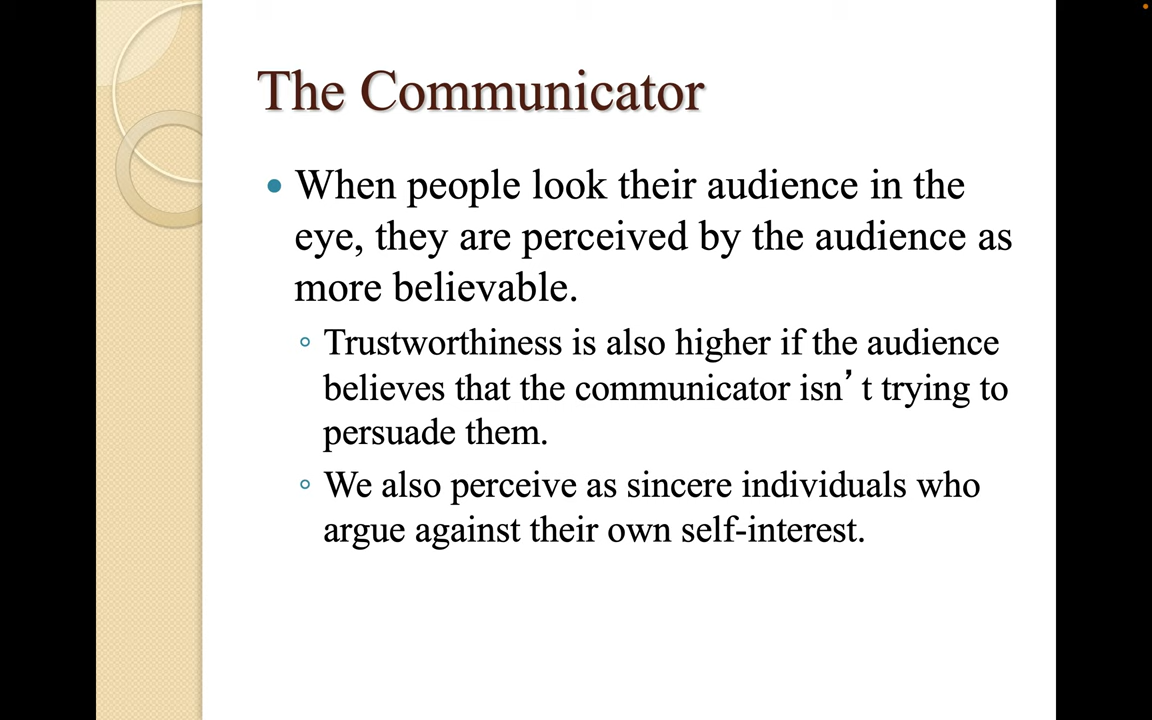 The Communicator
• When people look their audience in the
eye, they are perceived by the audience as
more believable.
◦ Trustworthiness is also higher if the audience
believes that the communicator isn’t trying to
persuade them.
◦ We also perceive as sincere individuals who
argue against their own self-interest.